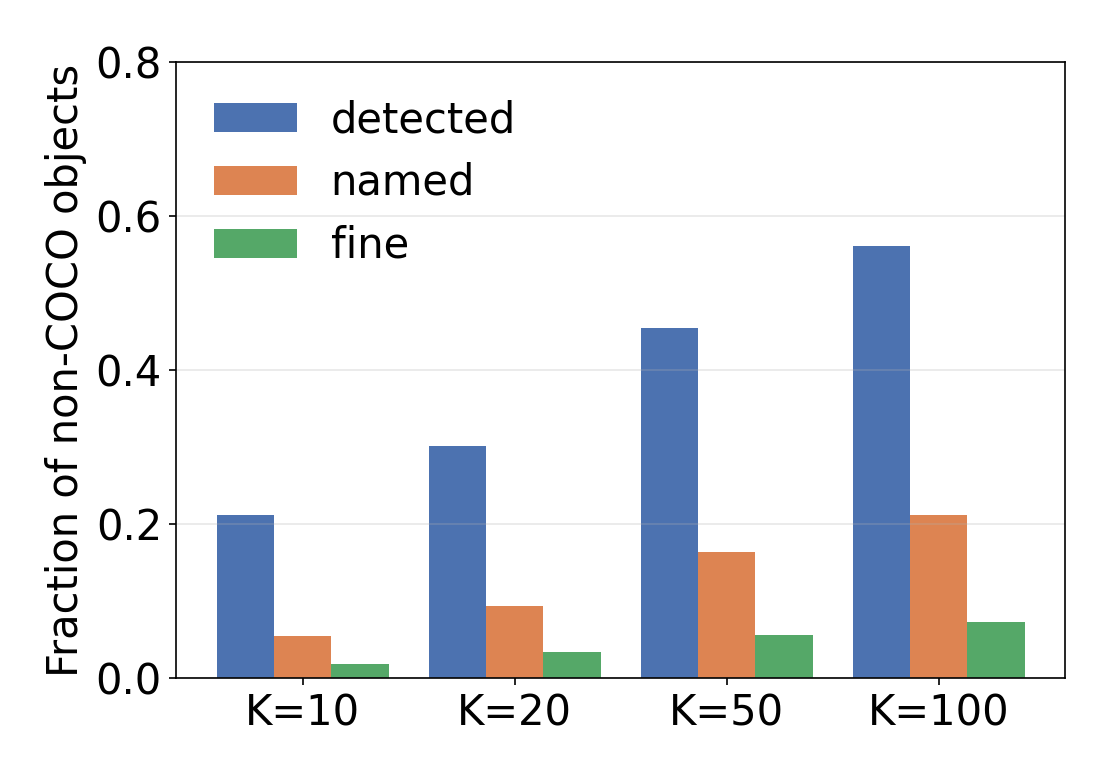 Fraction of non-COCO objects
0.8
0.6
0.4
0.2
0.0
detected
named
fine
K=10
K=20
K=50
K=100